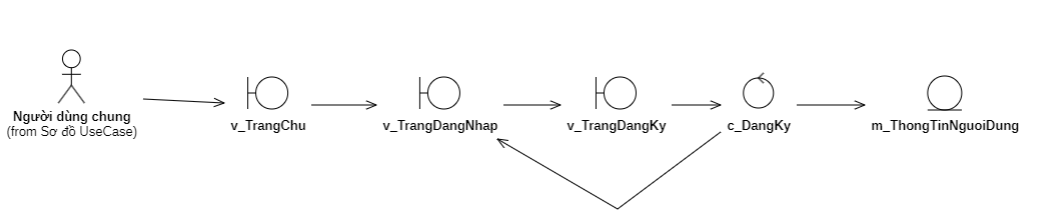 Người dùng chung
(from Sơ đồ UseCase)
v_TrangChu
v_TrangDangNhap
v_TrangDangKy
c_DangKy
m_ThongTinNguoiDung